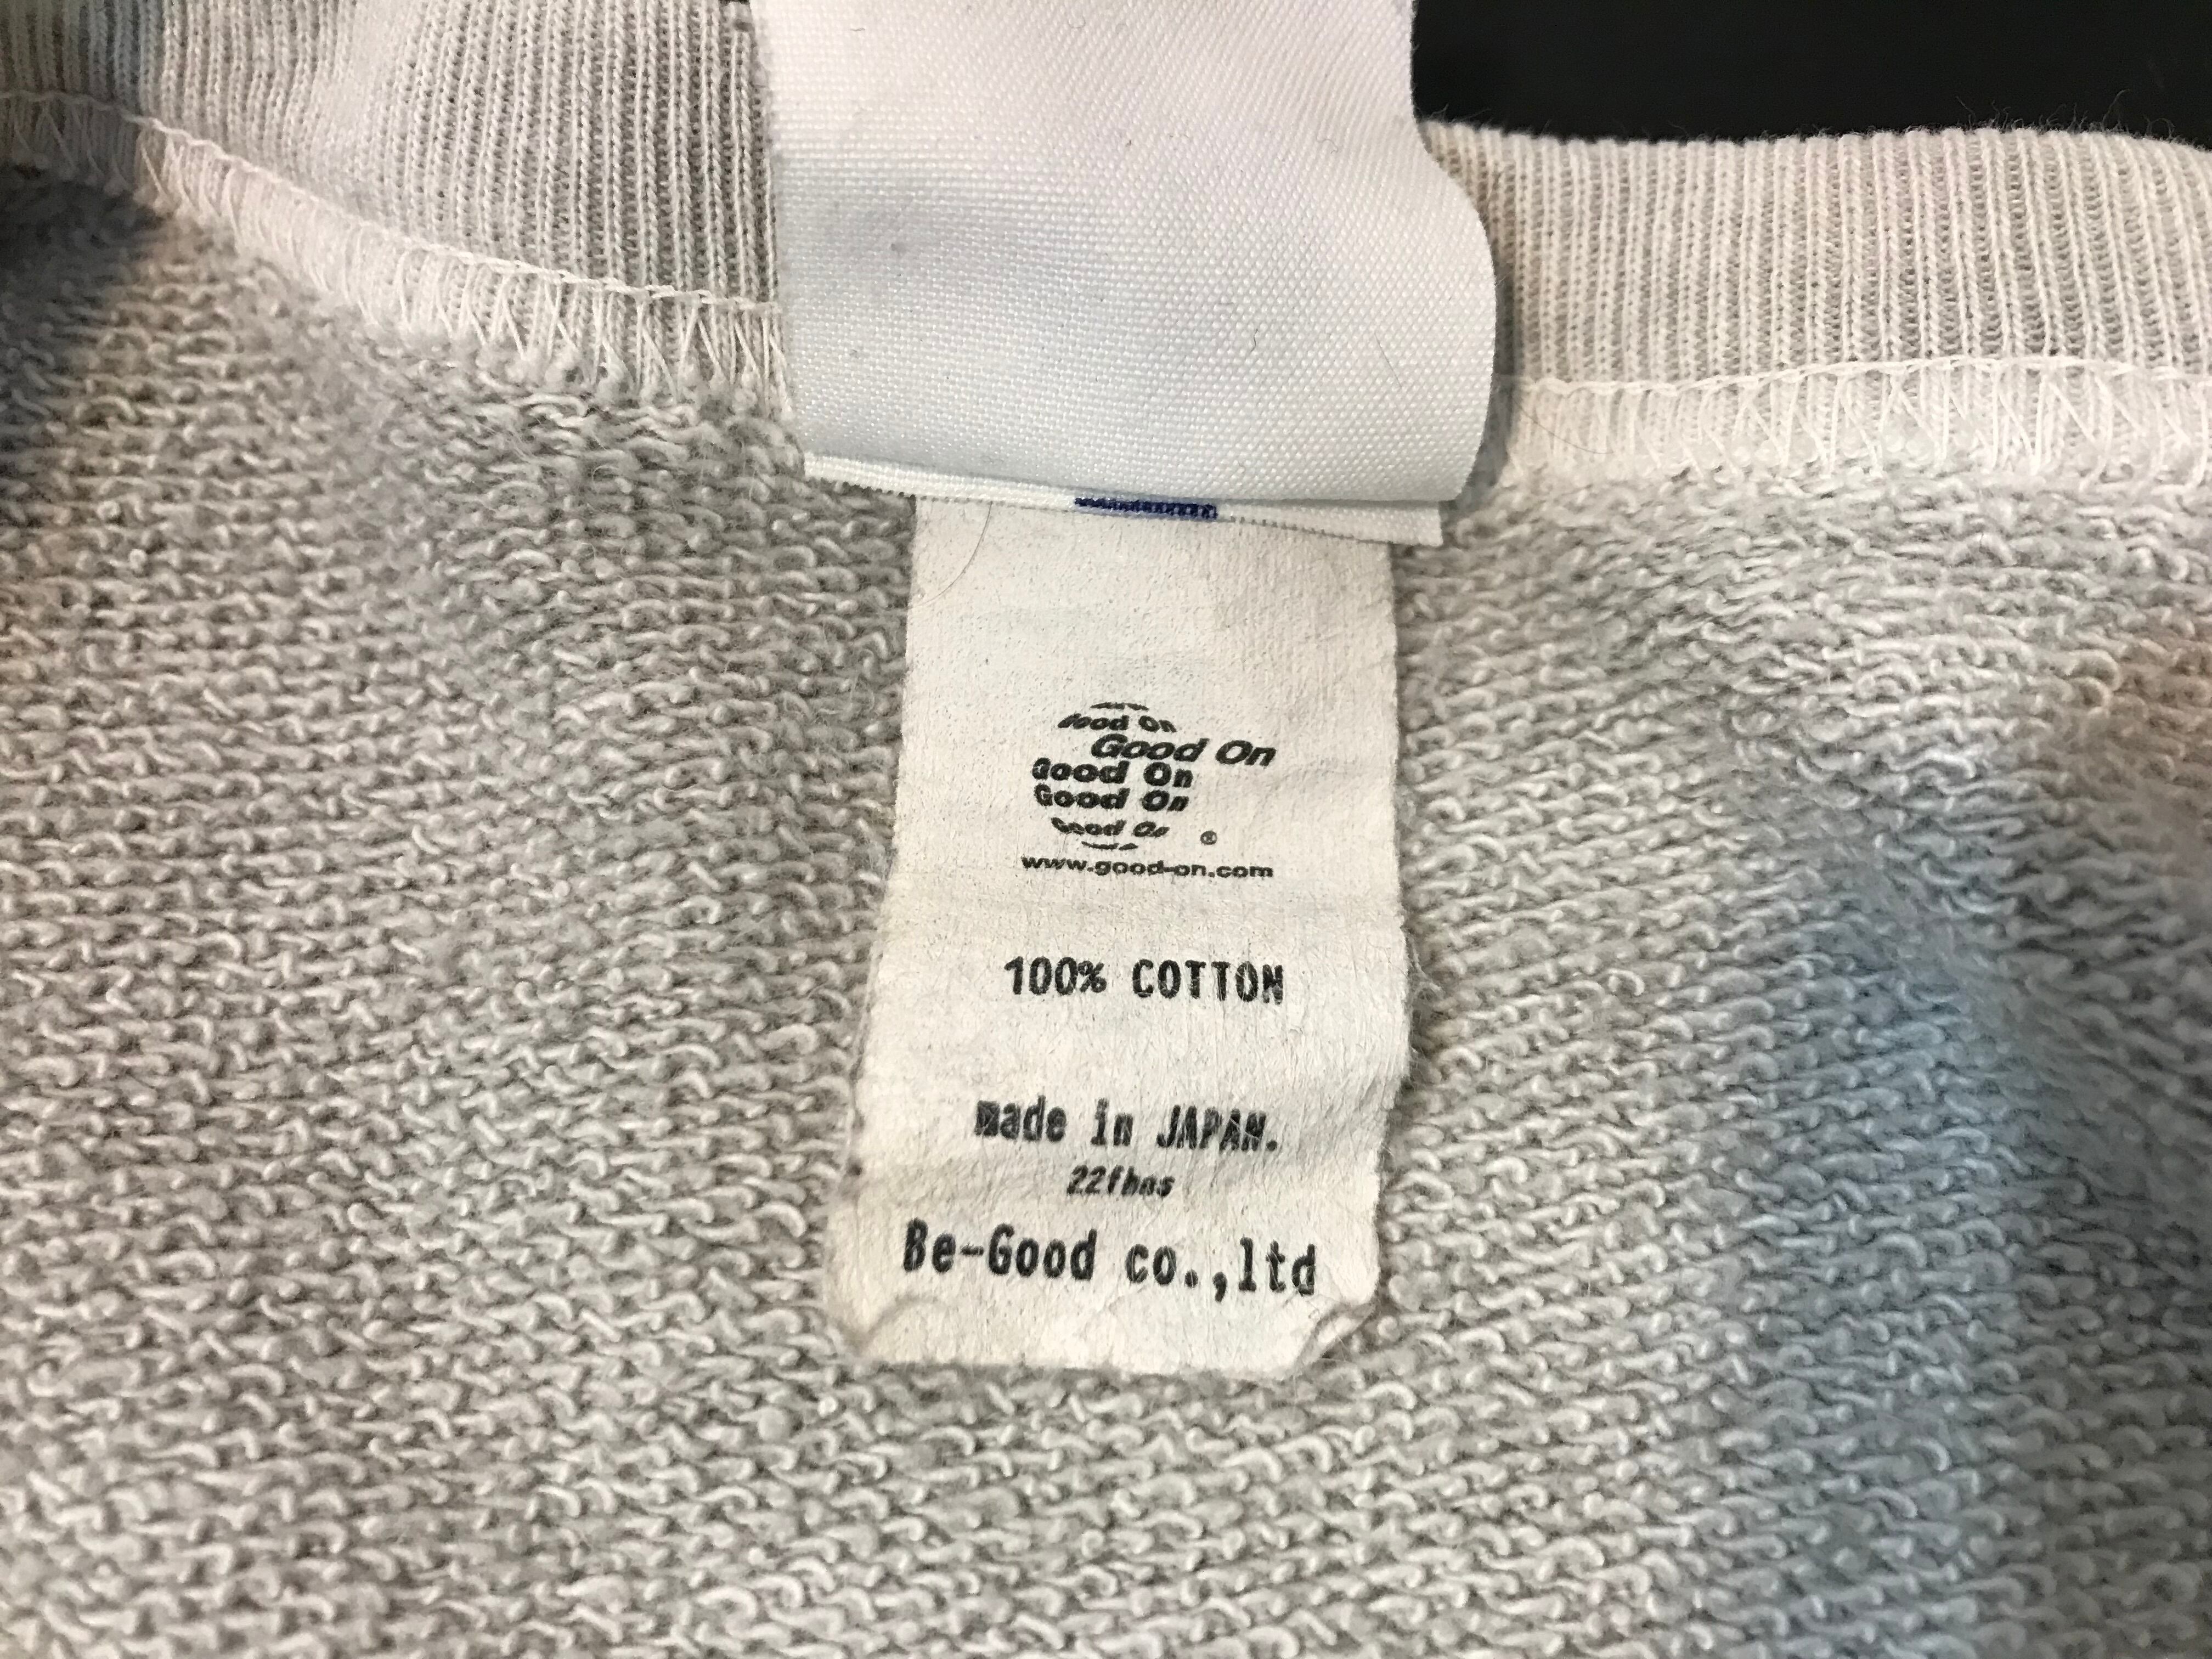 Good On
Good On
Good On
Good On
Good On
®
www.good-on.com
100% COTTON
made in JAPAN.
22fhns
Be-Good co.,ltd